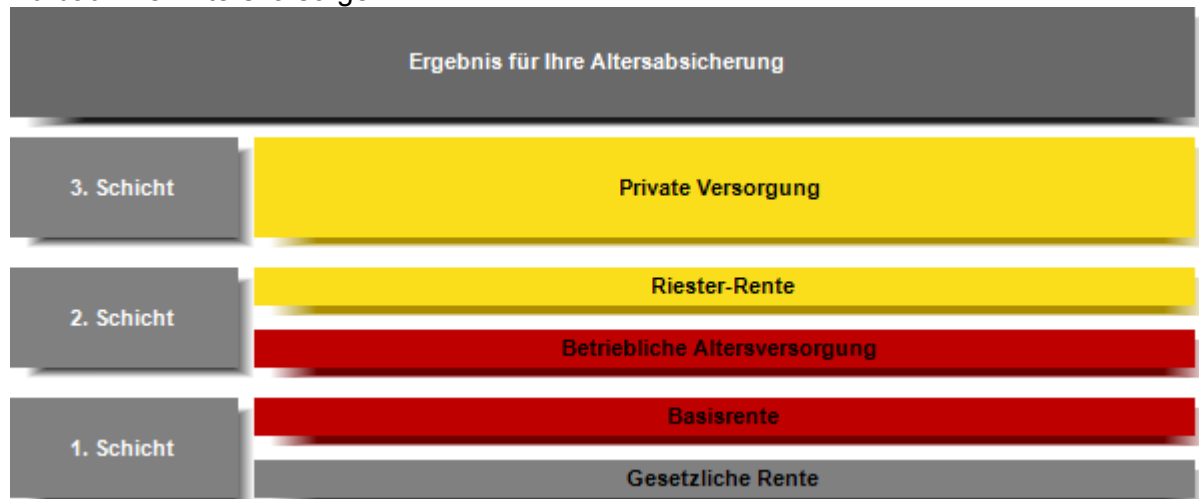 Ergebnis für Ihre Altersabsicherung
3. Schicht
Private Versorgung
2. Schicht
Riester-Rente
Betriebliche Altersversorgung
1. Schicht
Basisrente
Gesetzliche Rente